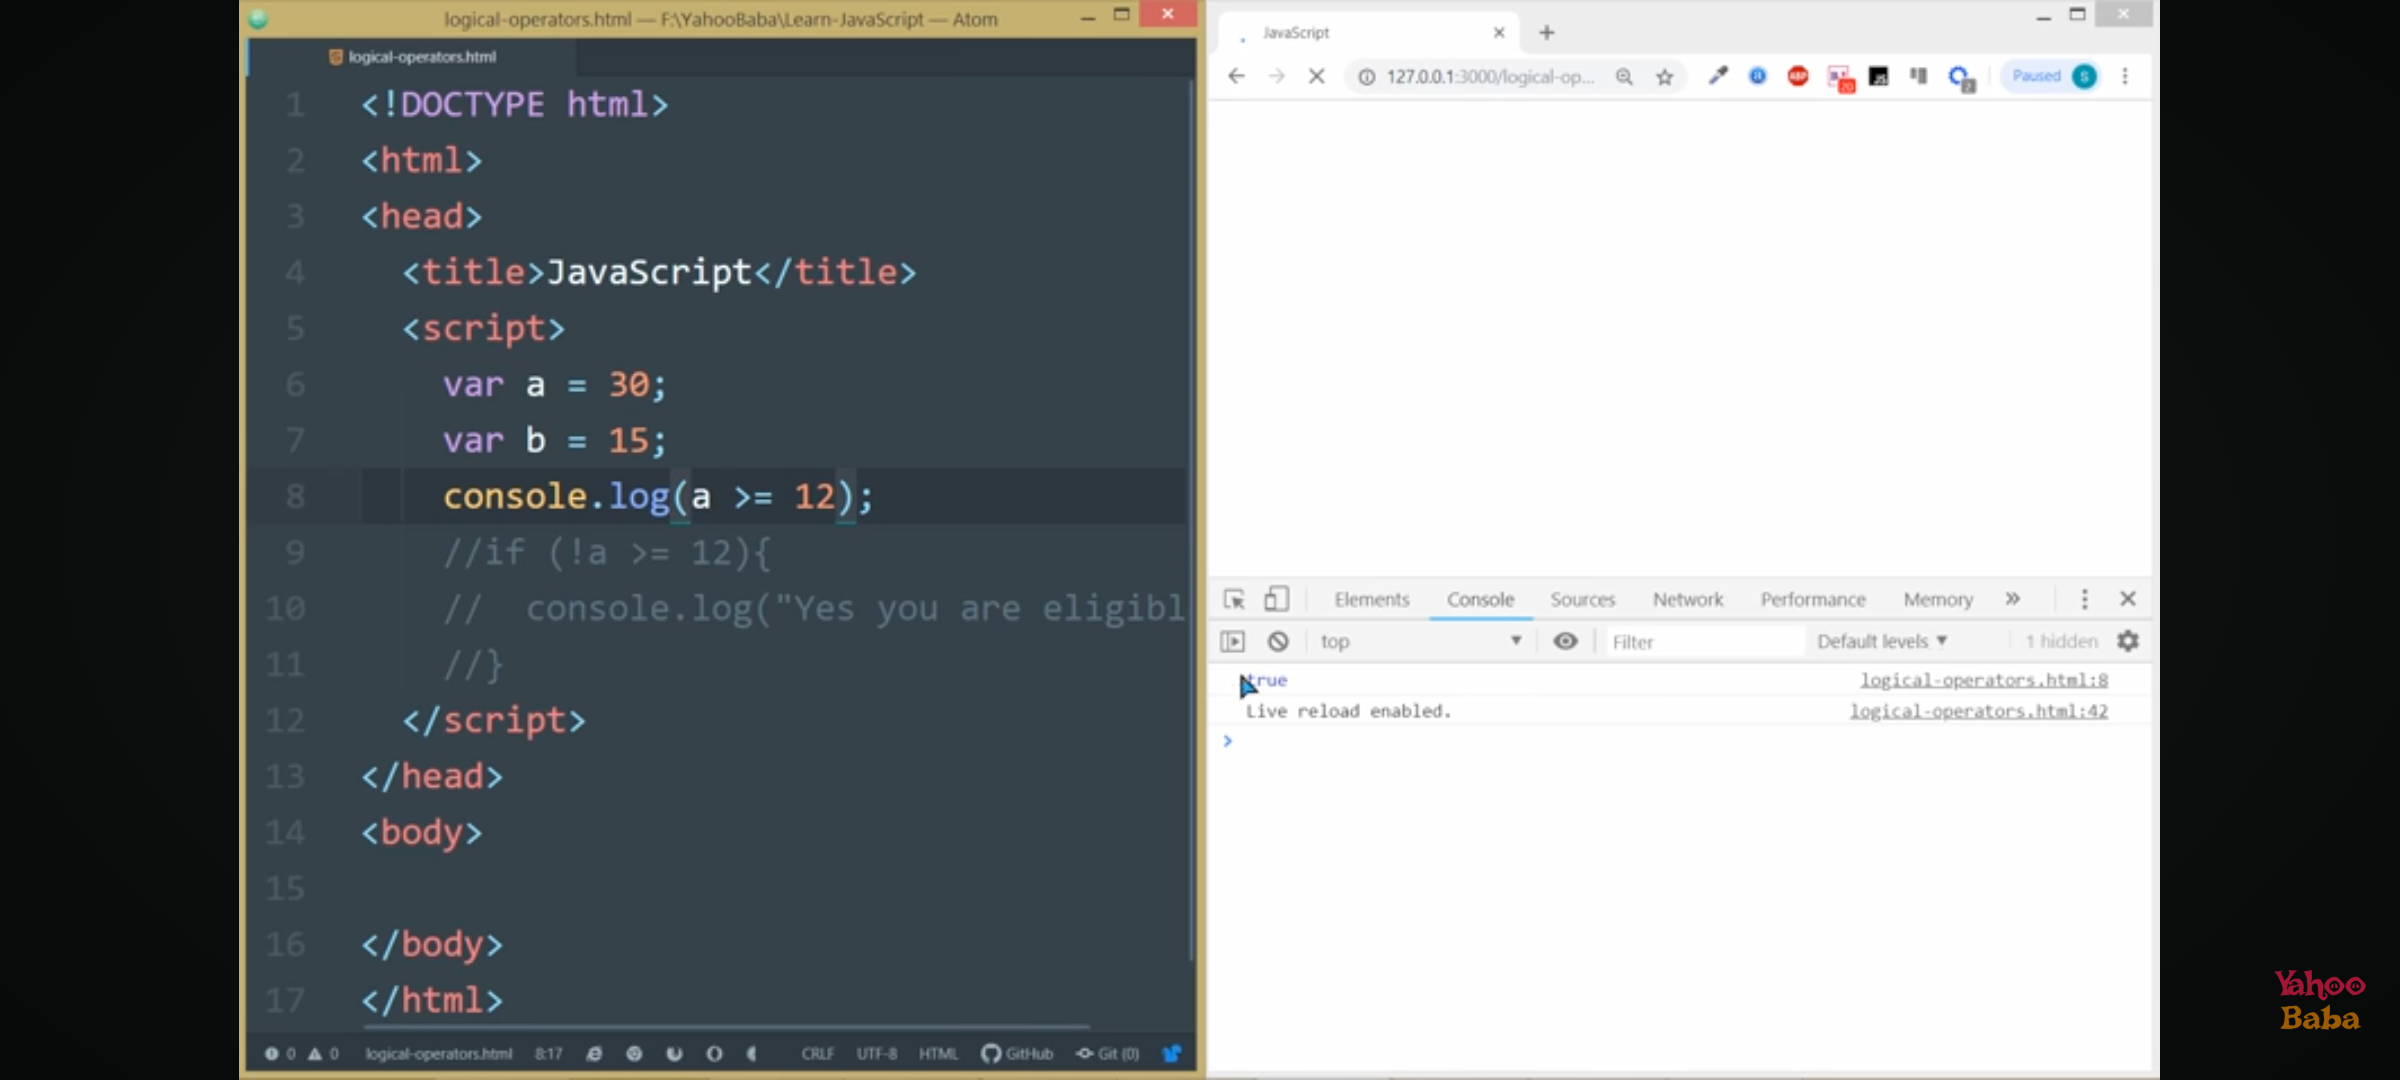 logical-operators.html — F:\YahooBaba\Learn-JavaScript — Atom
logical-operators.html
1 <!DOCTYPE html>
2 <html>
3 <head>
4 <title>JavaScript</title>
5 <script>
6 var a = 30;
7 var b = 15;
8 console.log(a >= 12);
9 //if (!a >= 12){
10 // console.log("Yes you are eligibl
11 //}
12 </script>
13 </head>
14 <body>
15
16 </body>
17 </html>
0 0 logical-operators.html 8:17 CRLF UTF-8 HTML GitHub Git (0)
JavaScript
127.0.0.1:3000/logical-op... ABP 20 2 Paused S
Elements Console Sources Network Performance Memory »
top Filter Default levels 1 hidden
true logical-operators.html:8
Live reload enabled. logical-operators.html:42
>
Yahoo
Baba